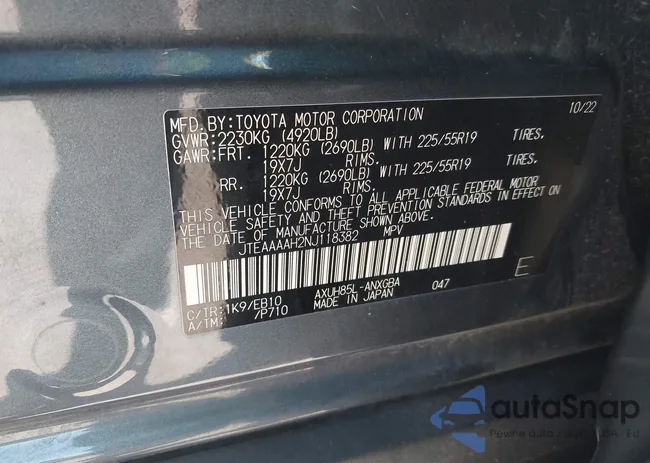 MFD. BY: TOYOTA MOTOR CORPORATION 10/22
GVWR: 2230KG (4920LB)
GAWR: FRT. 1220KG (2690LB) WITH 225/55R19 TIRES.
19X7J RIMS.
RR. 1220KG (2690LB) WITH 225/55R19 TIRES.
19X7J RIMS.
THIS VEHICLE CONFORMS TO ALL APPLICABLE FEDERAL MOTOR
VEHICLE SAFETY AND THEFT PREVENTION STANDARDS IN EFFECT ON
THE DATE OF MANUFACTURE SHOWN ABOVE.
JTEAAAAH2NJ118382 MPV
E
C/TR: 1K9/EB10 AXUH85L-ANXGBA 047
A/TM: /P710 MADE IN JAPAN
autaSnap